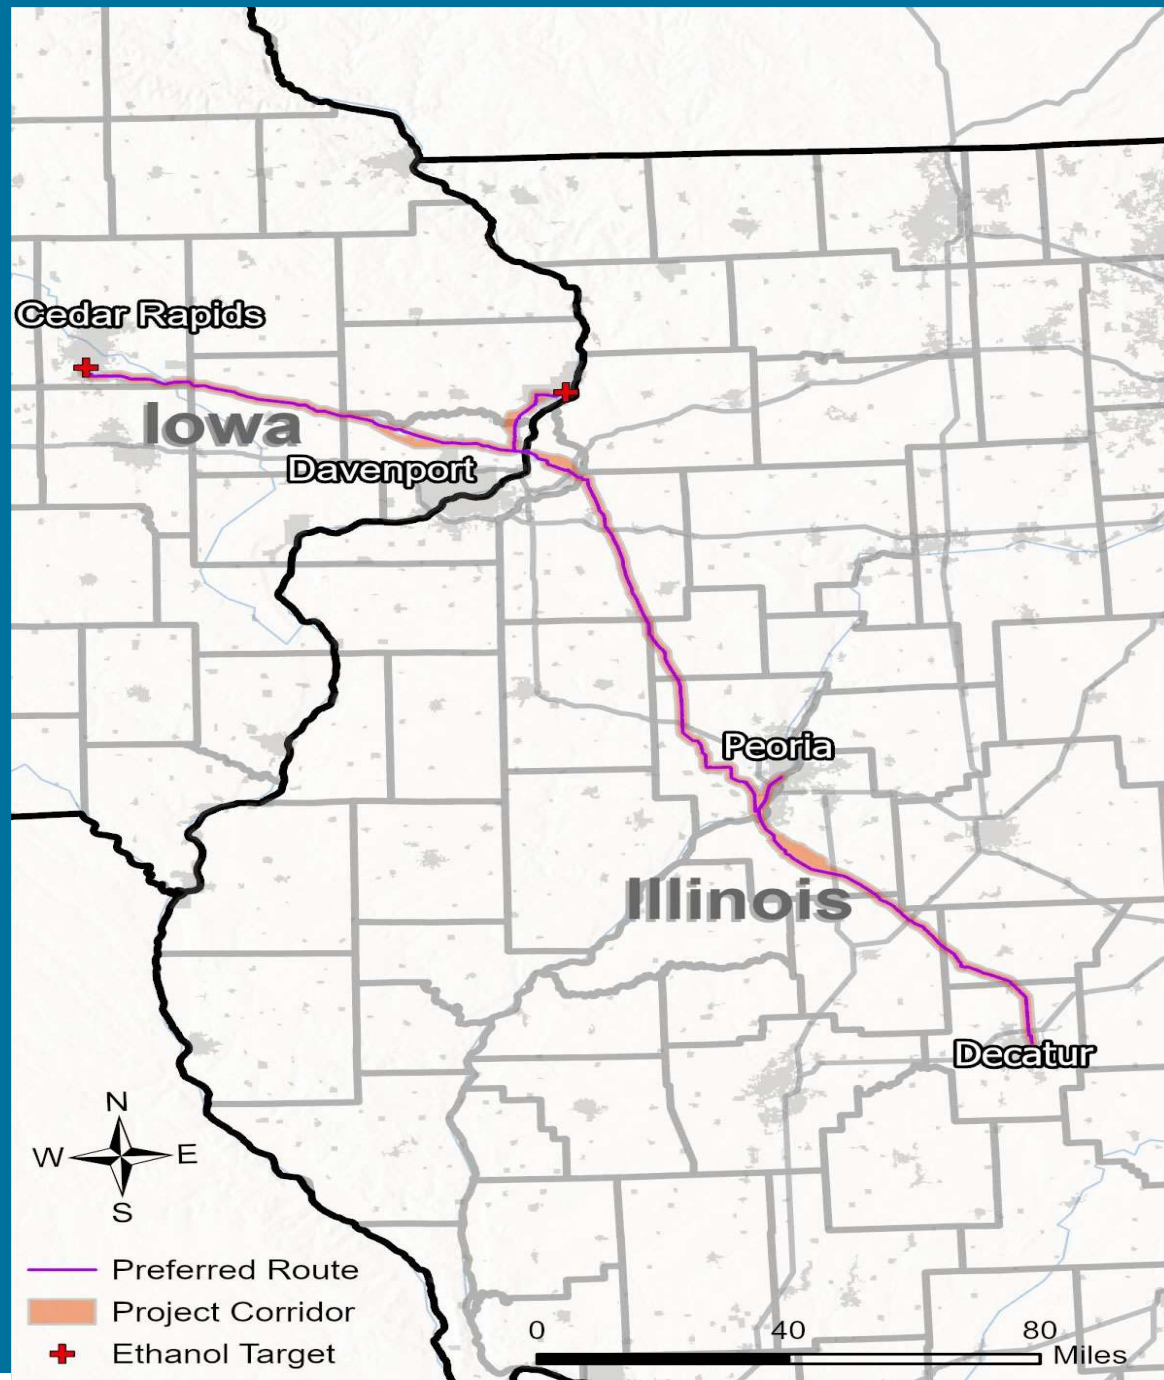 Cedar Rapids
Iowa
Davenport
Peoria
Illinois
Decatur
N
W E
S
Preferred Route
Project Corridor
Ethanol Target
0 40 80
Miles